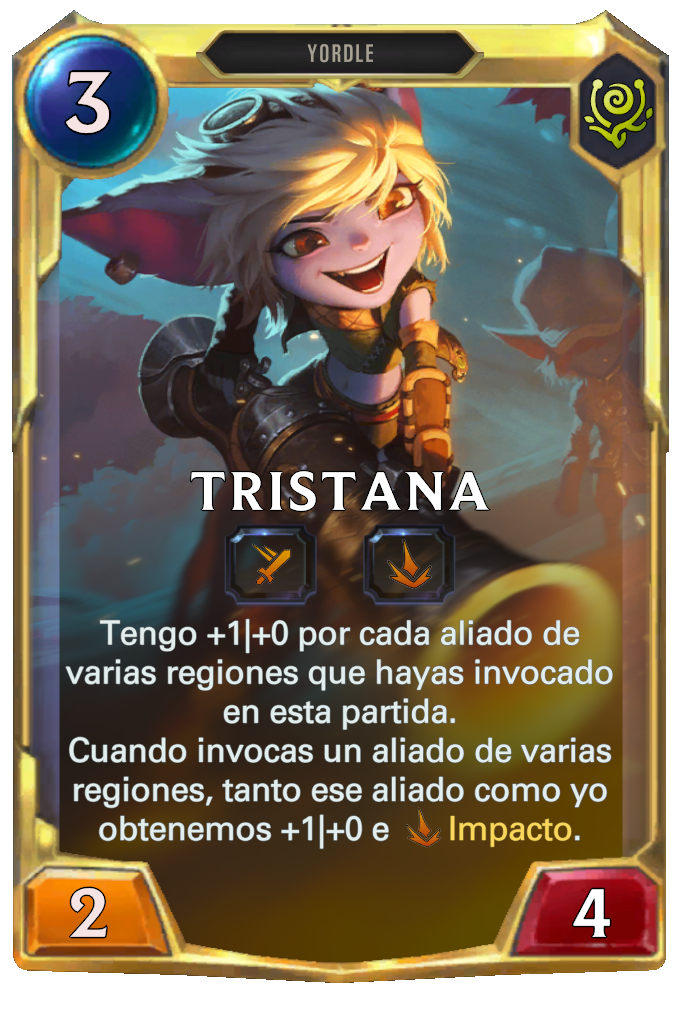 YORDLE
3
TRISTANA
Tengo +1|+0 por cada aliado de
varias regiones que hayas invocado
en esta partida.
Cuando invocas un aliado de varias
regiones, tanto ese aliado como yo
obtenemos +1|+0 e Impacto.
2
4